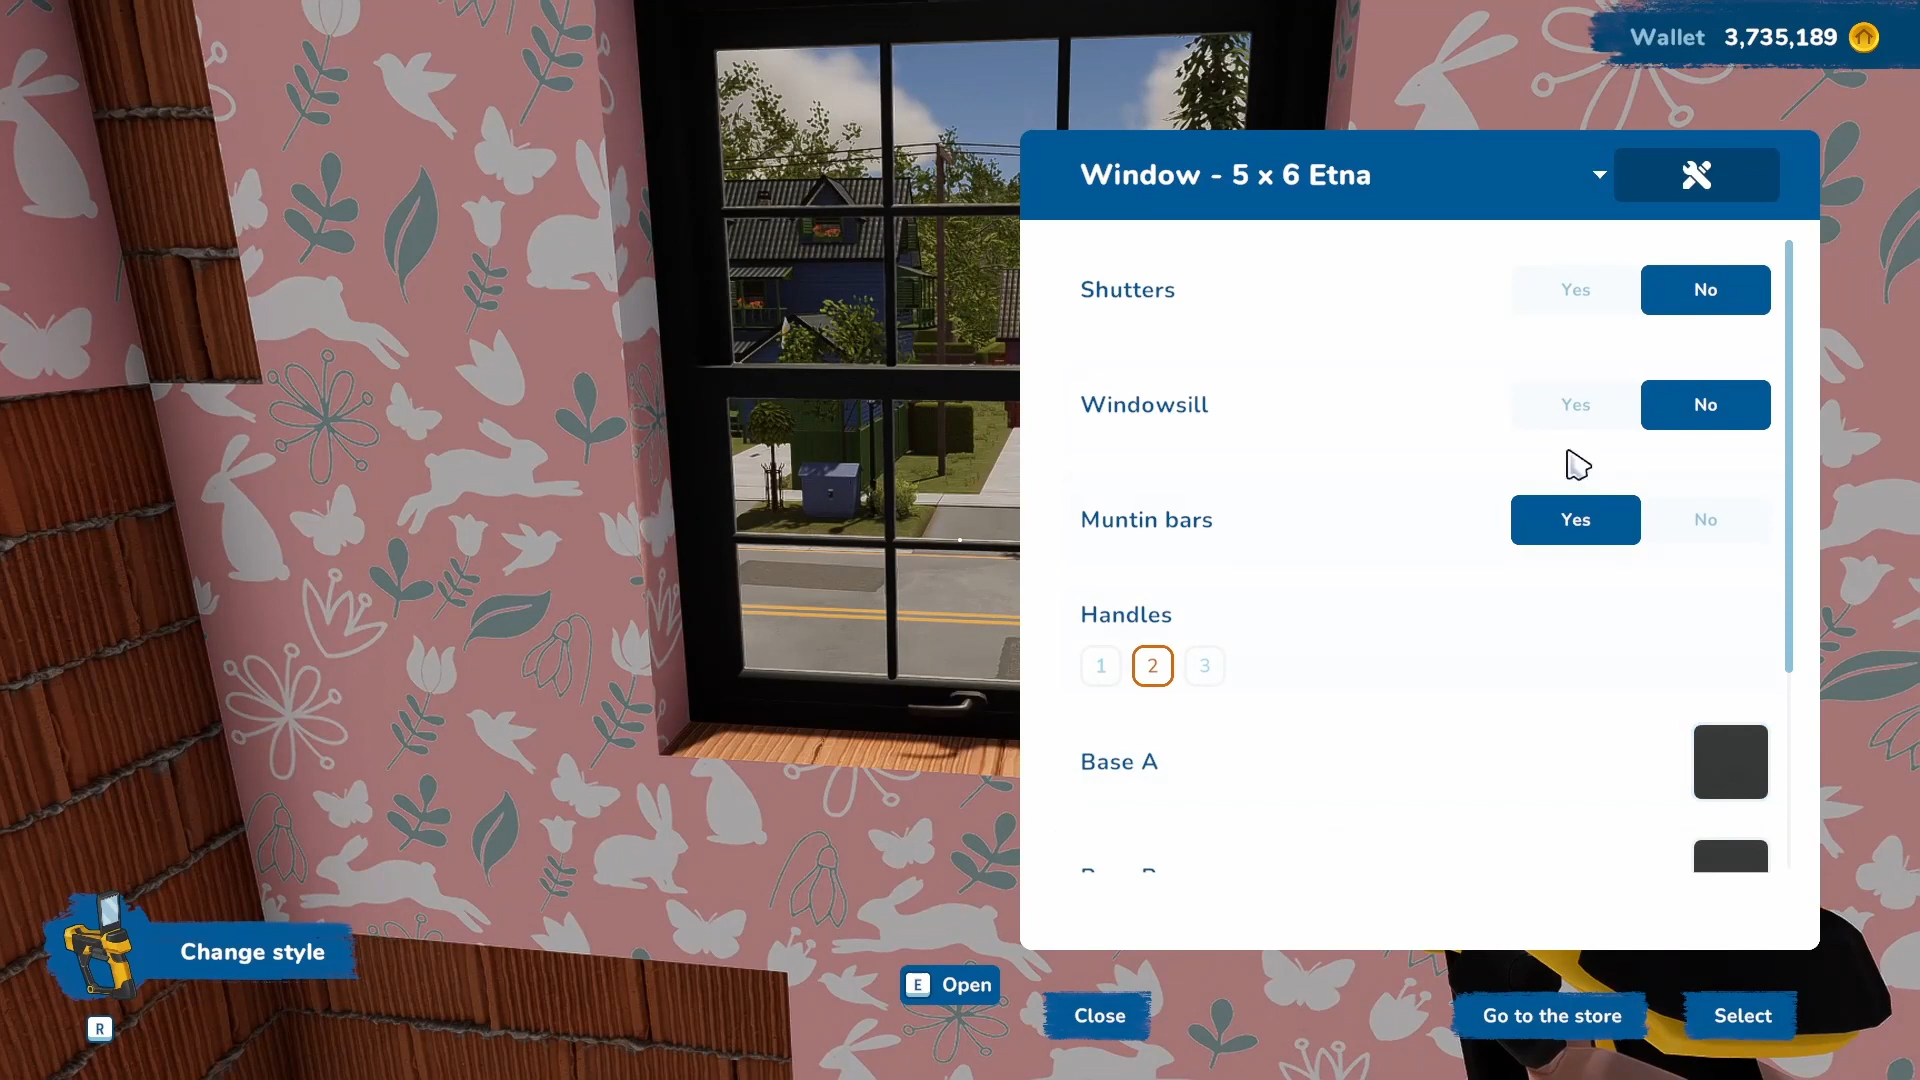 Wallet 3,735,189
Window - 5 x 6 Etna
Shutters Yes No
Windowsill Yes No
Muntin bars Yes No
Handles
1 2 3
Base A
Change style
R
E Open
Close
Go to the store
Select